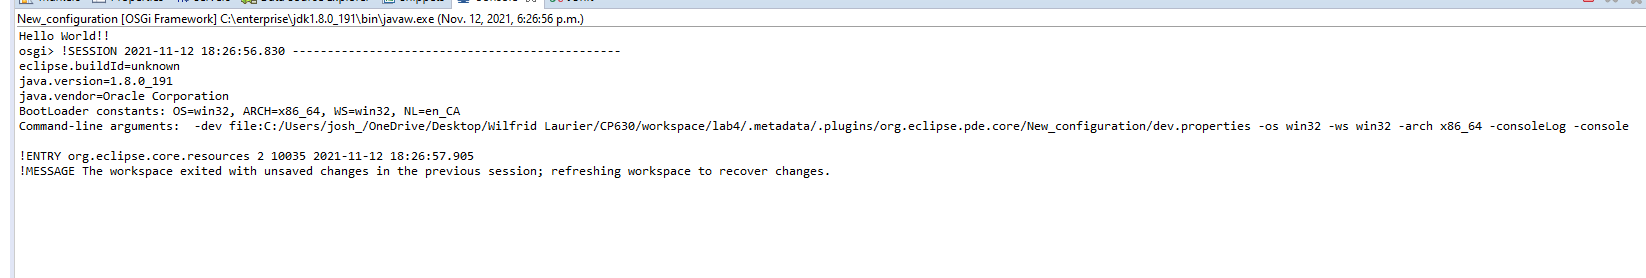 New_configuration [OSGi Framework] C:\enterprise\jdk1.8.0_191\bin\javaw.exe (Nov. 12, 2021, 6:26:56 p.m.)
Hello World!!
osgi> !SESSION 2021-11-12 18:26:56.830 -----------------------------------------------
eclipse.buildId=unknown
java.version=1.8.0_191
java.vendor=Oracle Corporation
BootLoader constants: OS=win32, ARCH=x86_64, WS=win32, NL=en_CA
Command-line arguments:  -dev file:C:/Users/josh_/OneDrive/Desktop/Wilfrid Laurier/CP630/workspace/lab4/.metadata/.plugins/org.eclipse.pde.core/New_configuration/dev.properties -os win32 -ws win32 -arch x86_64 -consoleLog -console
!ENTRY org.eclipse.core.resources 2 10035 2021-11-12 18:26:57.905
!MESSAGE The workspace exited with unsaved changes in the previous session; refreshing workspace to recover changes.